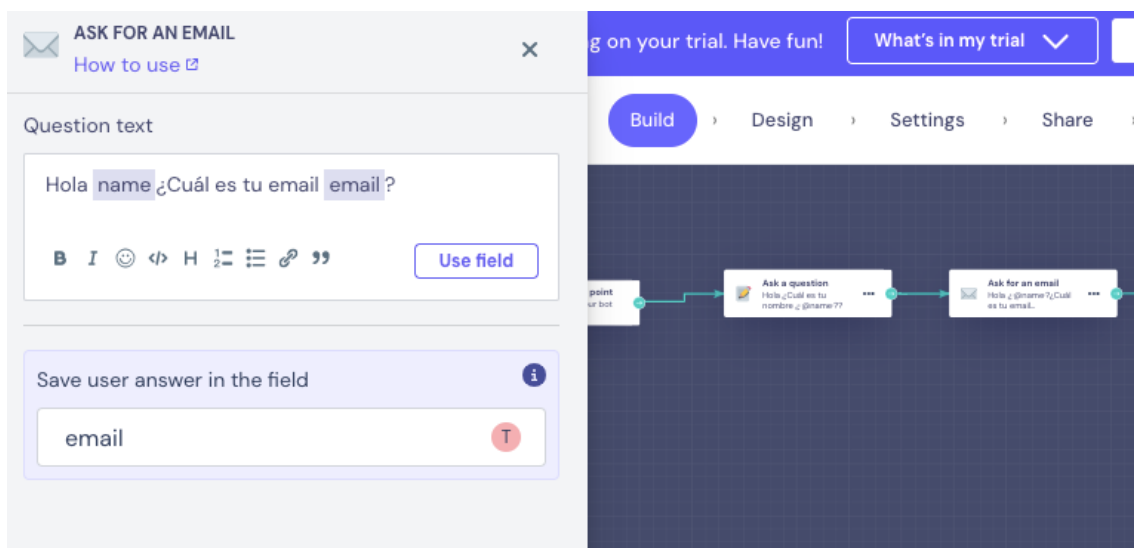 ASK FOR AN EMAIL
How to use
Question text
Hola name ¿Cuál es tu email email ?
B I </> H
Use field
Save user answer in the field
i
email
T
g on your trial. Have fun!
What's in my trial
Build › Design › Settings › Share
point
ur bot
Ask a question
Hola ¿Cuál es tu
nombre ¿ @name ??
Ask for an email
Hola ¿ @name ?¿Cuál
es tu email..